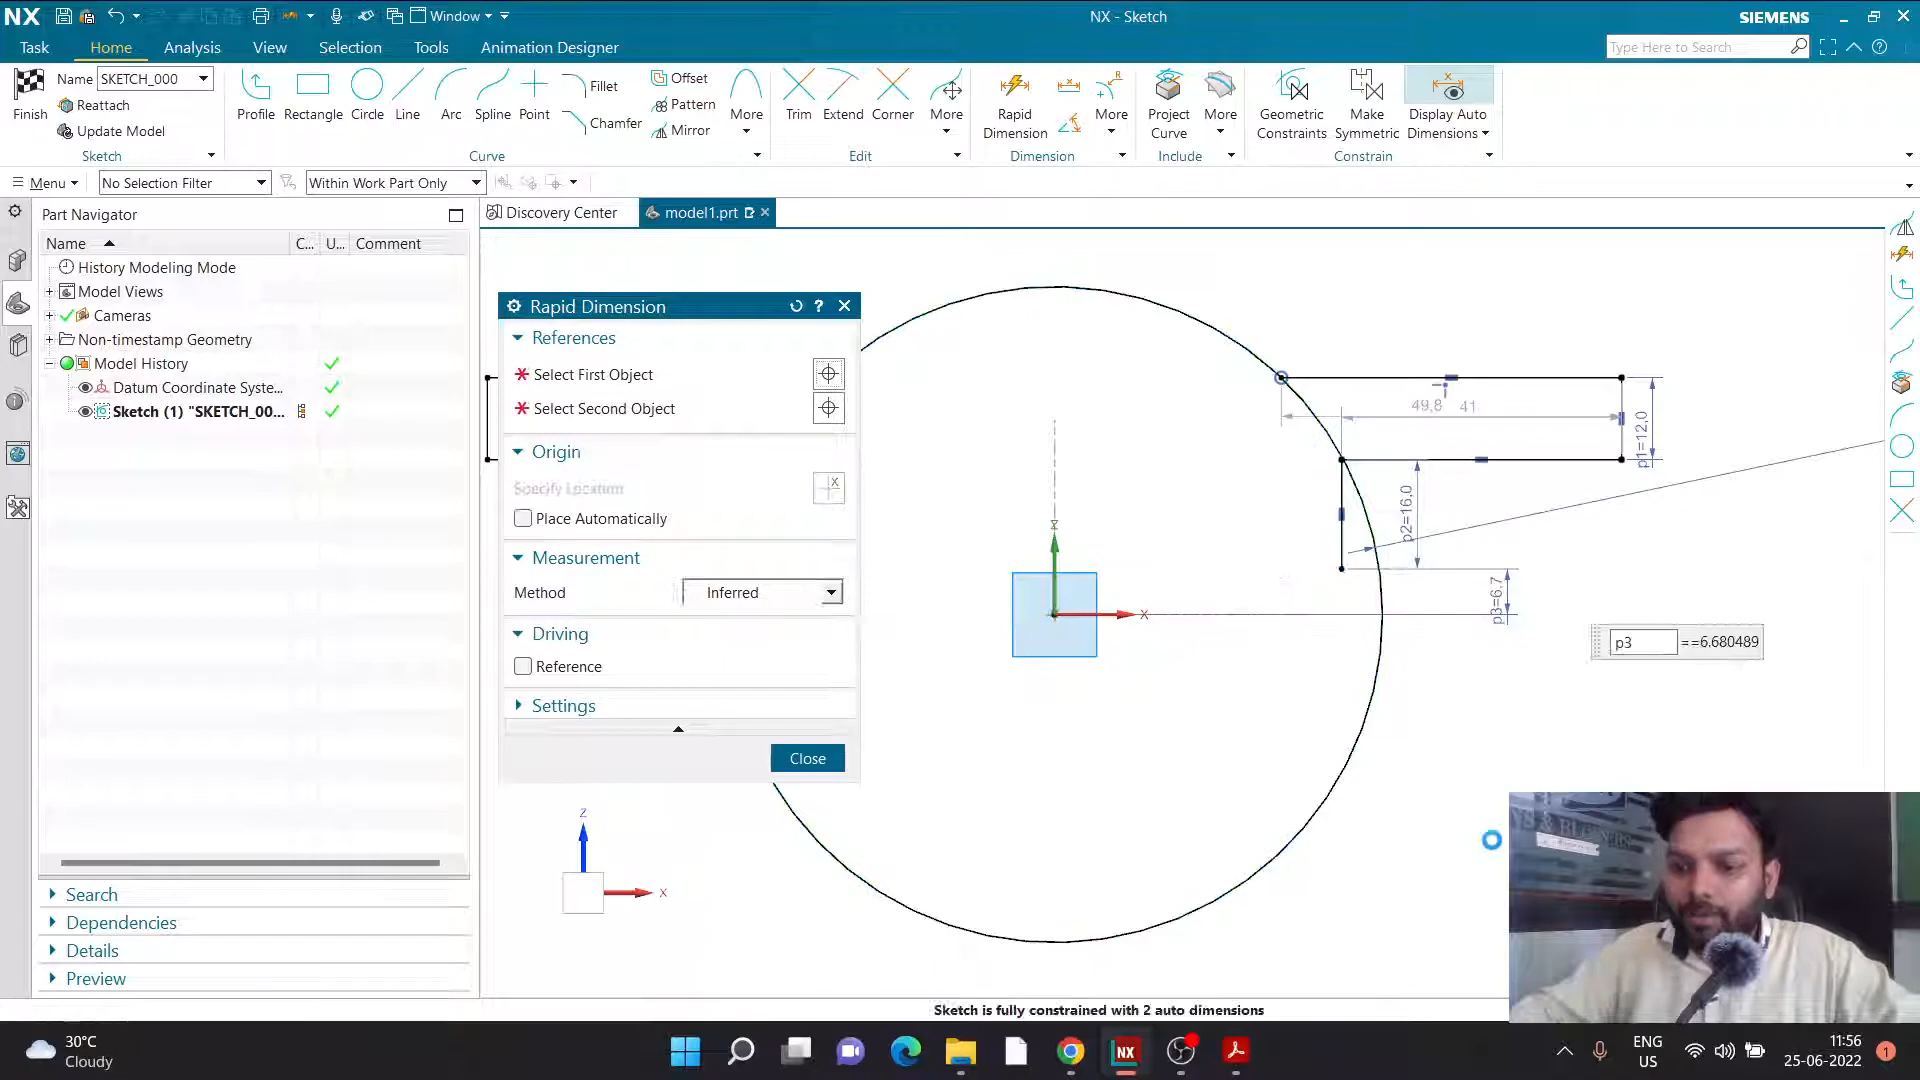 NX
Window
NX - Sketch
SIEMENS
Task
Home
Analysis
View
Selection
Tools
Animation Designer
Type Here to Search
Name
SKETCH_000
Reattach
Update Model
Finish
Sketch
Profile
Rectangle
Circle
Line
Arc
Spline
Point
Fillet
Chamfer
Offset
Pattern
Mirror
More
Curve
Trim
Extend
Corner
More
Edit
Rapid
Dimension
More
Dimension
Project
Curve
More
Include
Geometric
Constraints
Make
Symmetric
Display Auto
Dimensions
Constrain
Menu
No Selection Filter
Within Work Part Only
Part Navigator
Name
C...
U...
Comment
History Modeling Mode
Model Views
Cameras
Non-timestamp Geometry
Model History
Datum Coordinate Syste...
Sketch (1) "SKETCH_00...
Search
Dependencies
Details
Preview
Discovery Center
model1.prt
Rapid Dimension
References
Select First Object
Select Second Object
Origin
Specify Location
Place Automatically
Measurement
Method
Inferred
Driving
Reference
Settings
Close
49,8
41
p1=12,0
p2=16,0
p3=6,7
p3
==6.680489
X
Z
X
Sketch is fully constrained with 2 auto dimensions
30°C
Cloudy
NX
ENG
US
11:56
25-06-2022
1